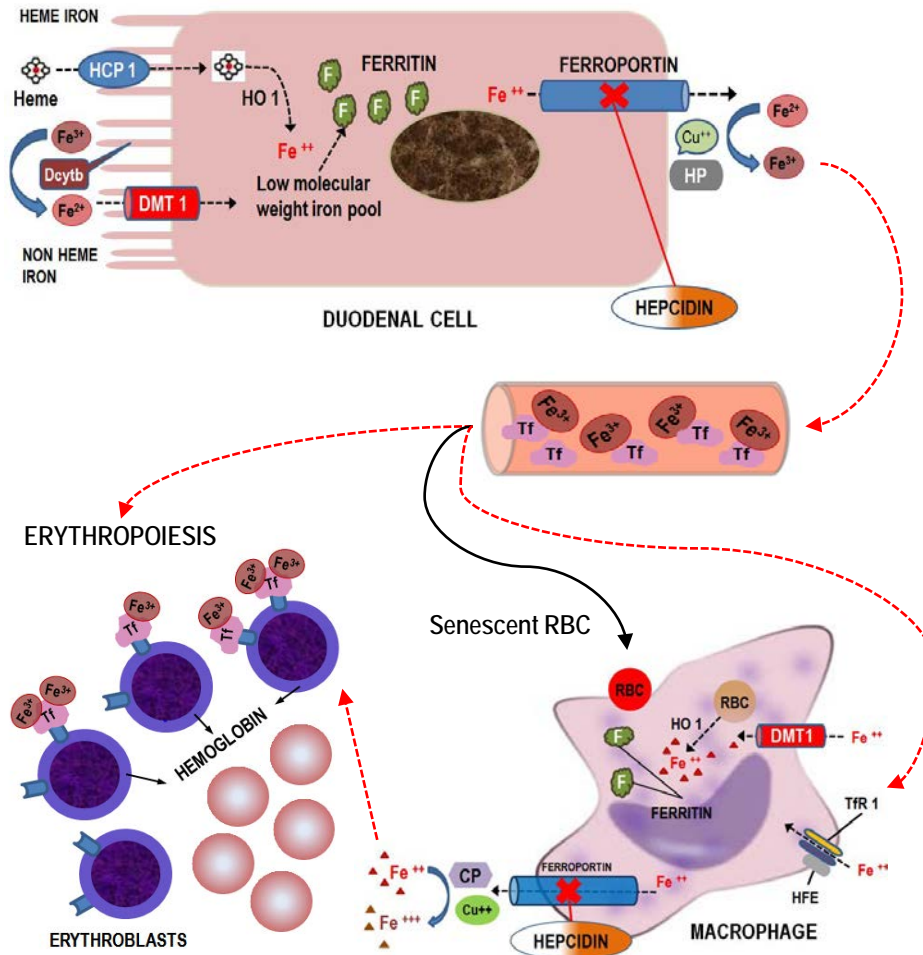 HEME IRON
HCP 1
Heme
HO 1
FERRITIN
F
F
F
F
F
FERROPORTIN
Fe ++
Fe ++
Fe3+
Dcytb
Fe2+
DMT 1
Low molecular
weight iron pool
Cu++
HP
Fe2+
Fe3+
NON HEME
IRON
DUODENAL CELL
HEPCIDIN
Fe3+
Fe3+
Fe3+
Fe3+
Tf
Tf
Tf
Tf
Tf
ERYTHROPOIESIS
Fe3+
Fe3+
Tf
Fe3+
Tf
Fe3+
Tf
Fe3+
Fe3+
Tf
HEMOGLOBIN
ERYTHROBLASTS
Senescent RBC
RBC
RBC
HO 1
F
F
Fe ++
DMT1
Fe ++
FERRITIN
TfR 1
Fe ++
HFE
Fe ++
CP
Cu++
FERROPORTIN
Fe ++
Fe +++
HEPCIDIN
MACROPHAGE